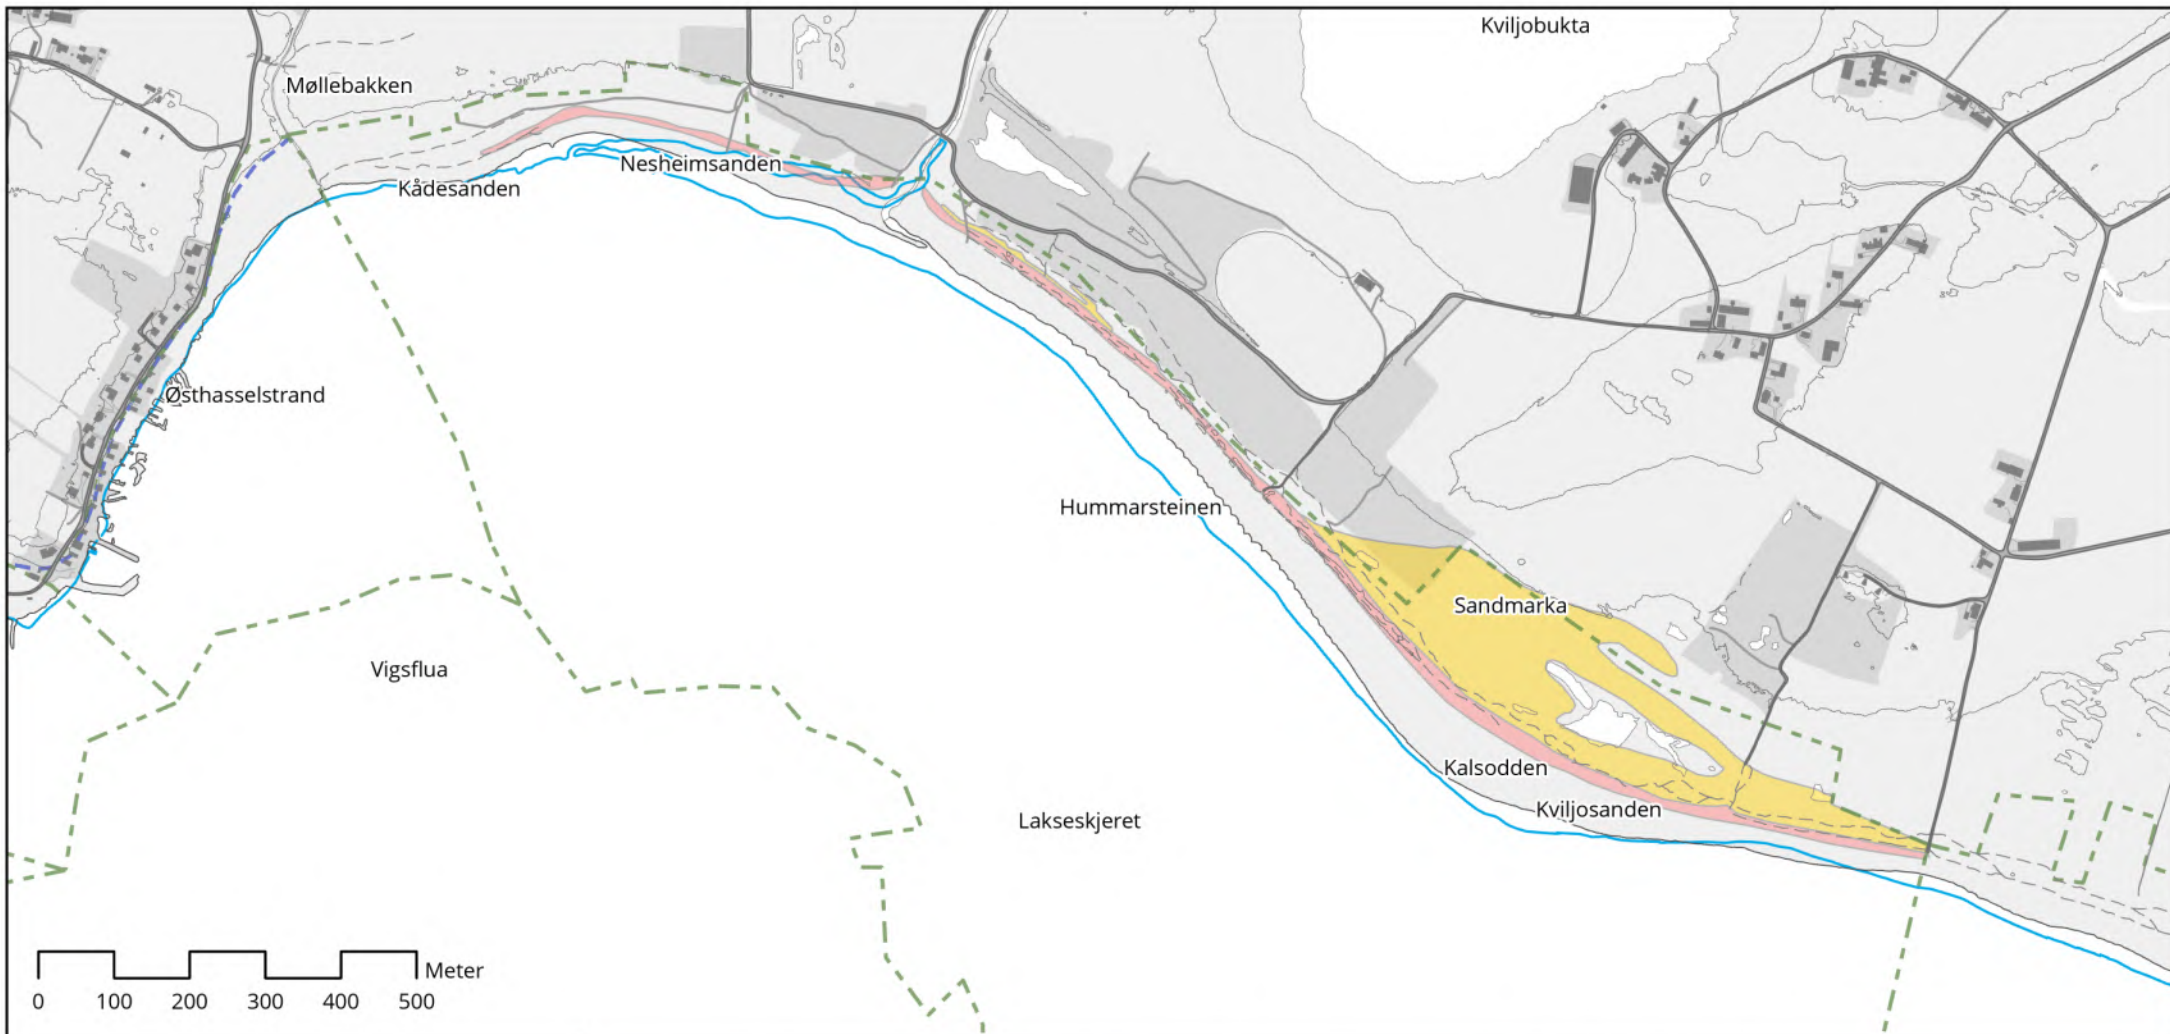 Kviljobukta
Møllebakken
Nesheimsanden
Kådesanden
Østhasselstrand
Hummarsteinen
Sandmarka
Vigsflua
Kalsodden
Kviljosanden
Lakseskjeret
Meter
0 100 200 300 400 500